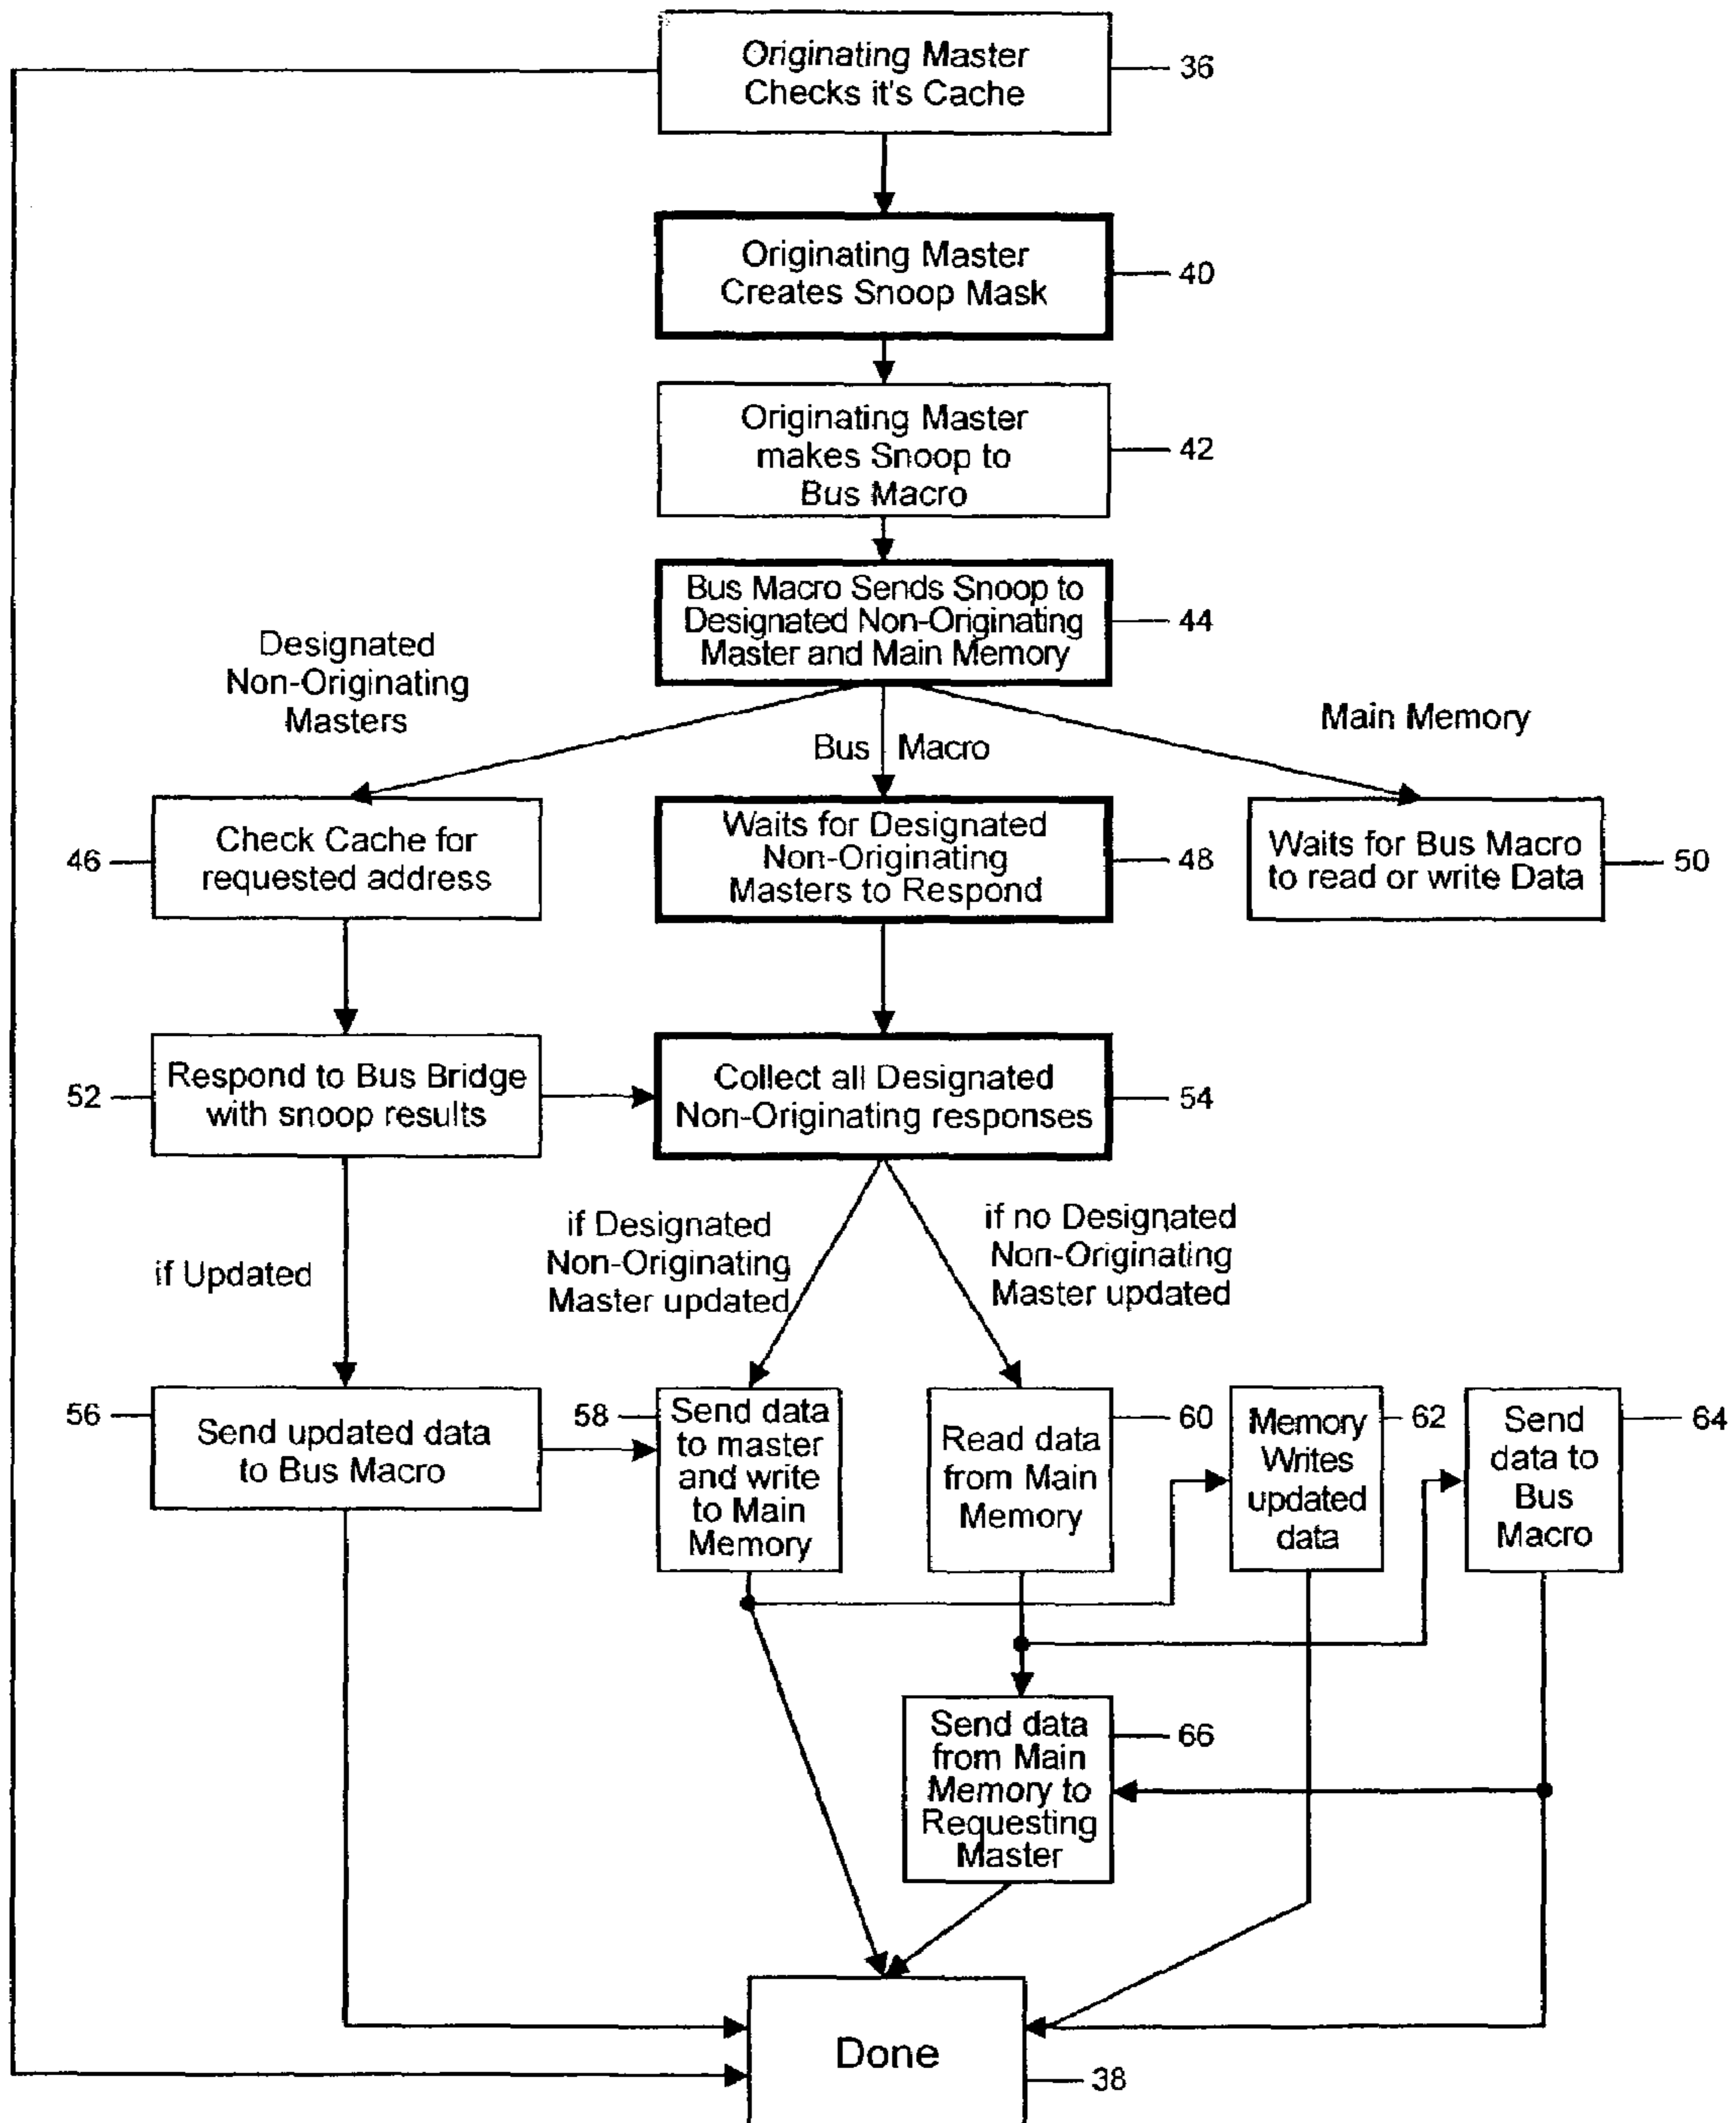 Originating Master
Checks it's Cache
36
Originating Master
Creates Snoop Mask
40
Originating Master
makes Snoop to
Bus Macro
42
Bus Macro Sends Snoop to
Designated Non-Originating
Master and Main Memory
44
Designated
Non-Originating
Masters
Bus Macro
Main Memory
46
Check Cache for
requested address
Waits for Designated
Non-Originating
Masters to Respond
48
Waits for Bus Macro
to read or write Data
50
52
Respond to Bus Bridge
with snoop results
Collect all Designated
Non-Originating responses
54
if Updated
if Designated
Non-Originating
Master updated
if no Designated
Non-Originating
Master updated
56
Send updated data
to Bus Macro
58
Send data
to master
and write
to Main
Memory
Read data
from Main
Memory
60
Memory
Writes
updated
data
62
Send
data to
Bus
Macro
64
Send data
from Main
Memory to
Requesting
Master
66
Done
38